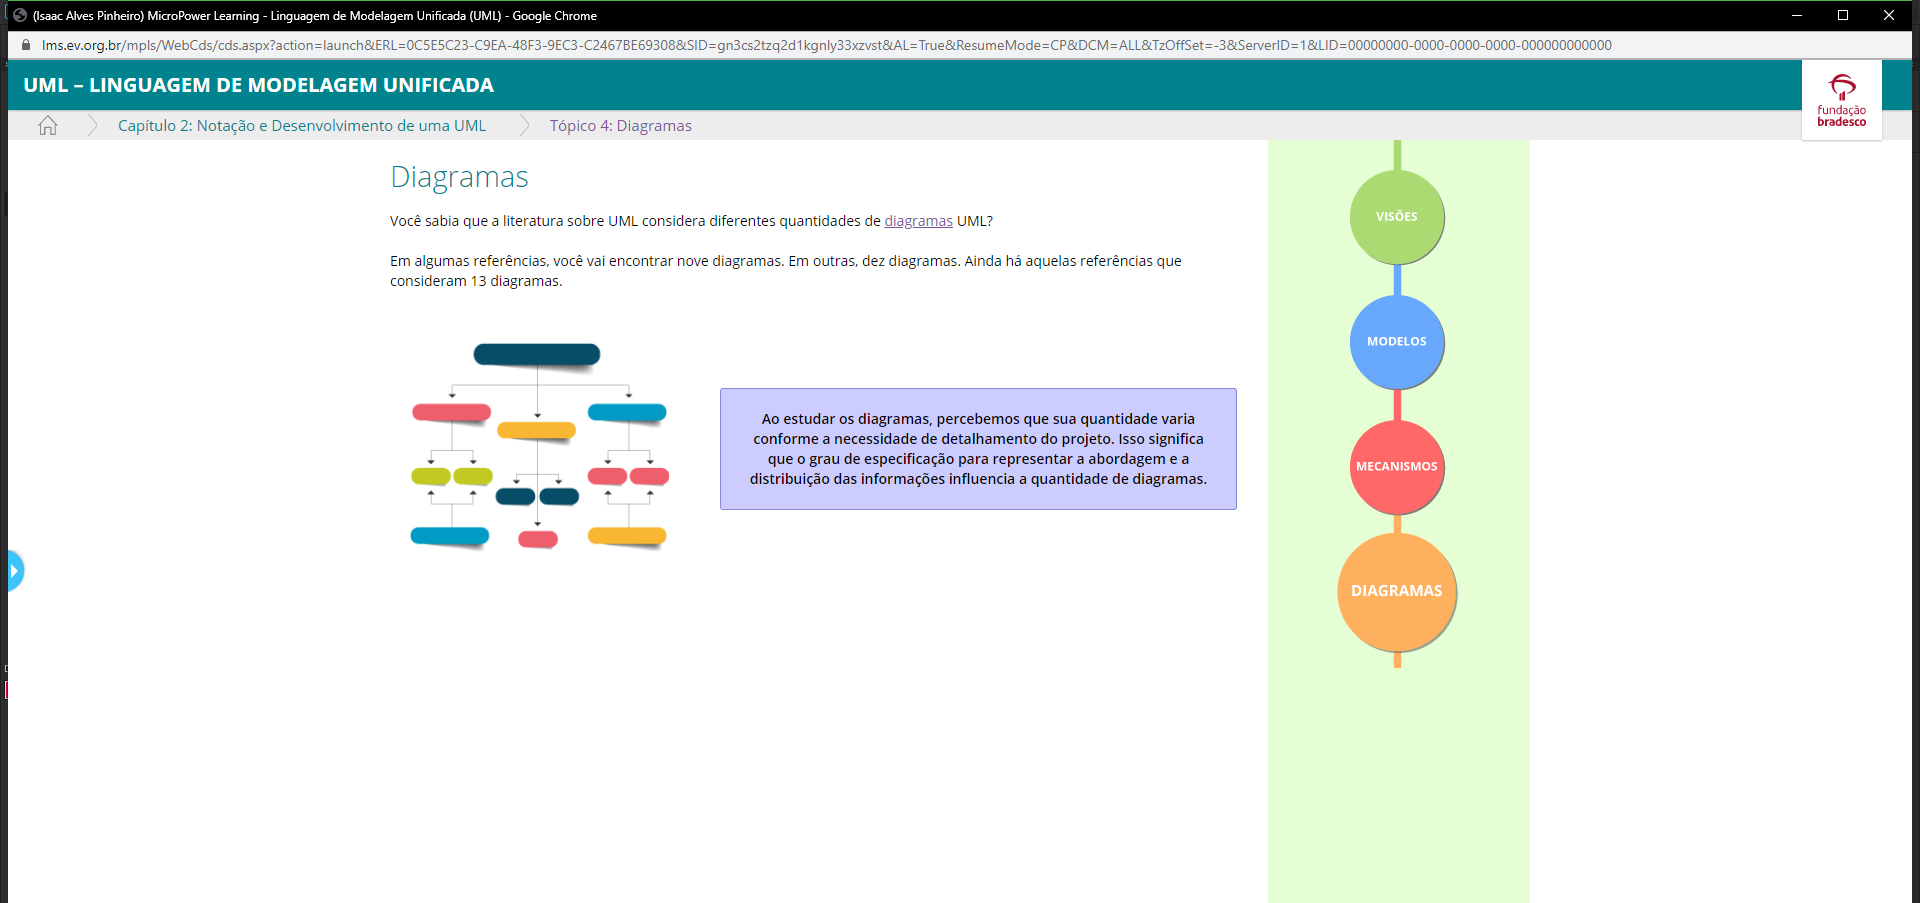 (Isaac Alves Pinheiro) MicroPower Learning - Linguagem de Modelagem Unificada (UML) - Google Chrome
lms.ev.org.br/mpls/WebCds/cds.aspx?action=launch&ERL=0C5E5C23-C9EA-48F3-9EC3-C2467BE69308&SID=gn3cs2tzq2d1kgnly33xzvst&AL=True&ResumeMode=CP&DCM=ALL&TzOffSet=-3&ServerID=1&LID=00000000-0000-0000-0000-000000000000
UML – LINGUAGEM DE MODELAGEM UNIFICADA
fundação
bradesco
Capítulo 2: Notação e Desenvolvimento de uma UML
Tópico 4: Diagramas
Diagramas
Você sabia que a literatura sobre UML considera diferentes quantidades de diagramas UML?
Em algumas referências, você vai encontrar nove diagramas. Em outras, dez diagramas. Ainda há aquelas referências que
consideram 13 diagramas.
Ao estudar os diagramas, percebemos que sua quantidade varia
conforme a necessidade de detalhamento do projeto. Isso significa
que o grau de especificação para representar a abordagem e a
distribuição das informações influencia a quantidade de diagramas.
VISÕES
MODELOS
MECANISMOS
DIAGRAMAS